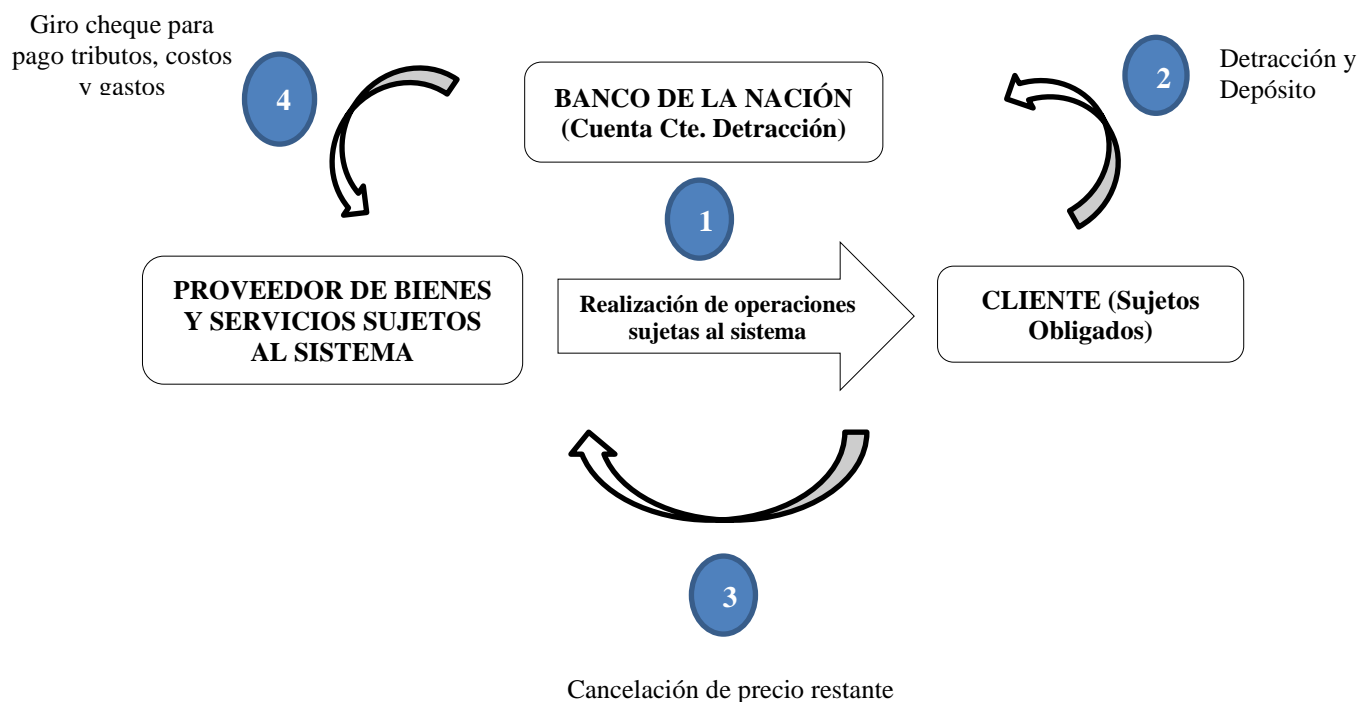 Giro cheque para
pago tributos, costos
y gastos
4
BANCO DE LA NACIÓN
(Cuenta Cte. Detracción)
2
Detracción y
Depósito
1
PROVEEDOR DE BIENES
Y SERVICIOS SUJETOS
AL SISTEMA
Realización de operaciones
sujetas al sistema
CLIENTE (Sujetos
Obligados)
3
Cancelación de precio restante